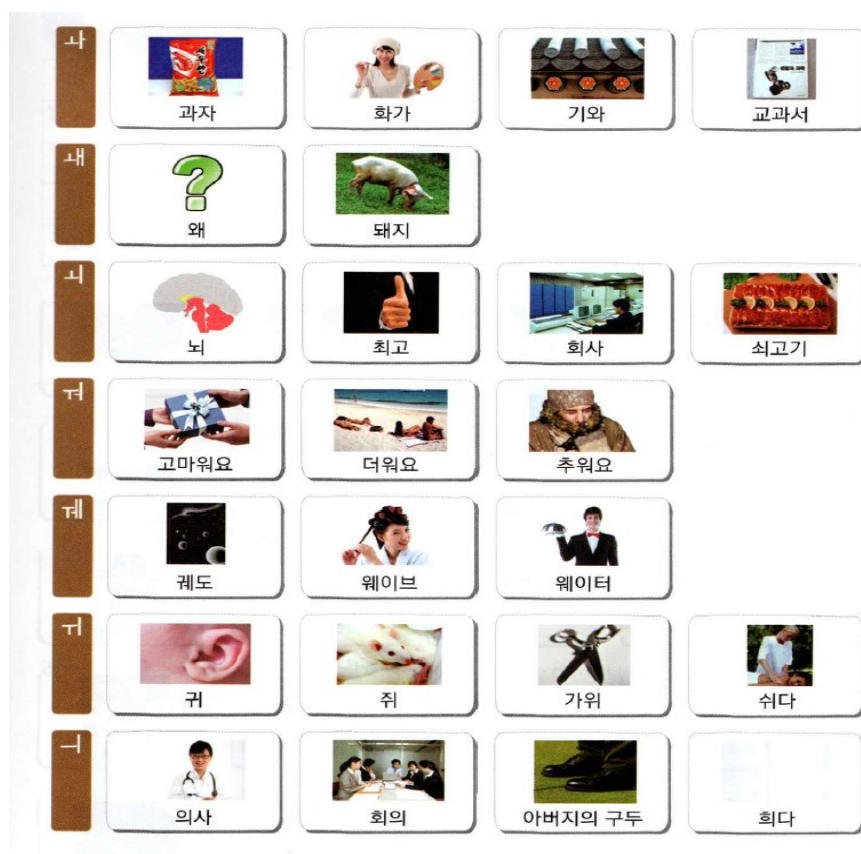 ㅘ
과자
화가
기와
교과서
ㅙ
왜
돼지
ㅚ
뇌
최고
회사
쇠고기
ㅝ
고마워요
더워요
추워요
ㅞ
궤도
웨이브
웨이터
ㅟ
귀
쥐
가위
쉬다
ㅢ
의사
회의
아버지의 구두
희다